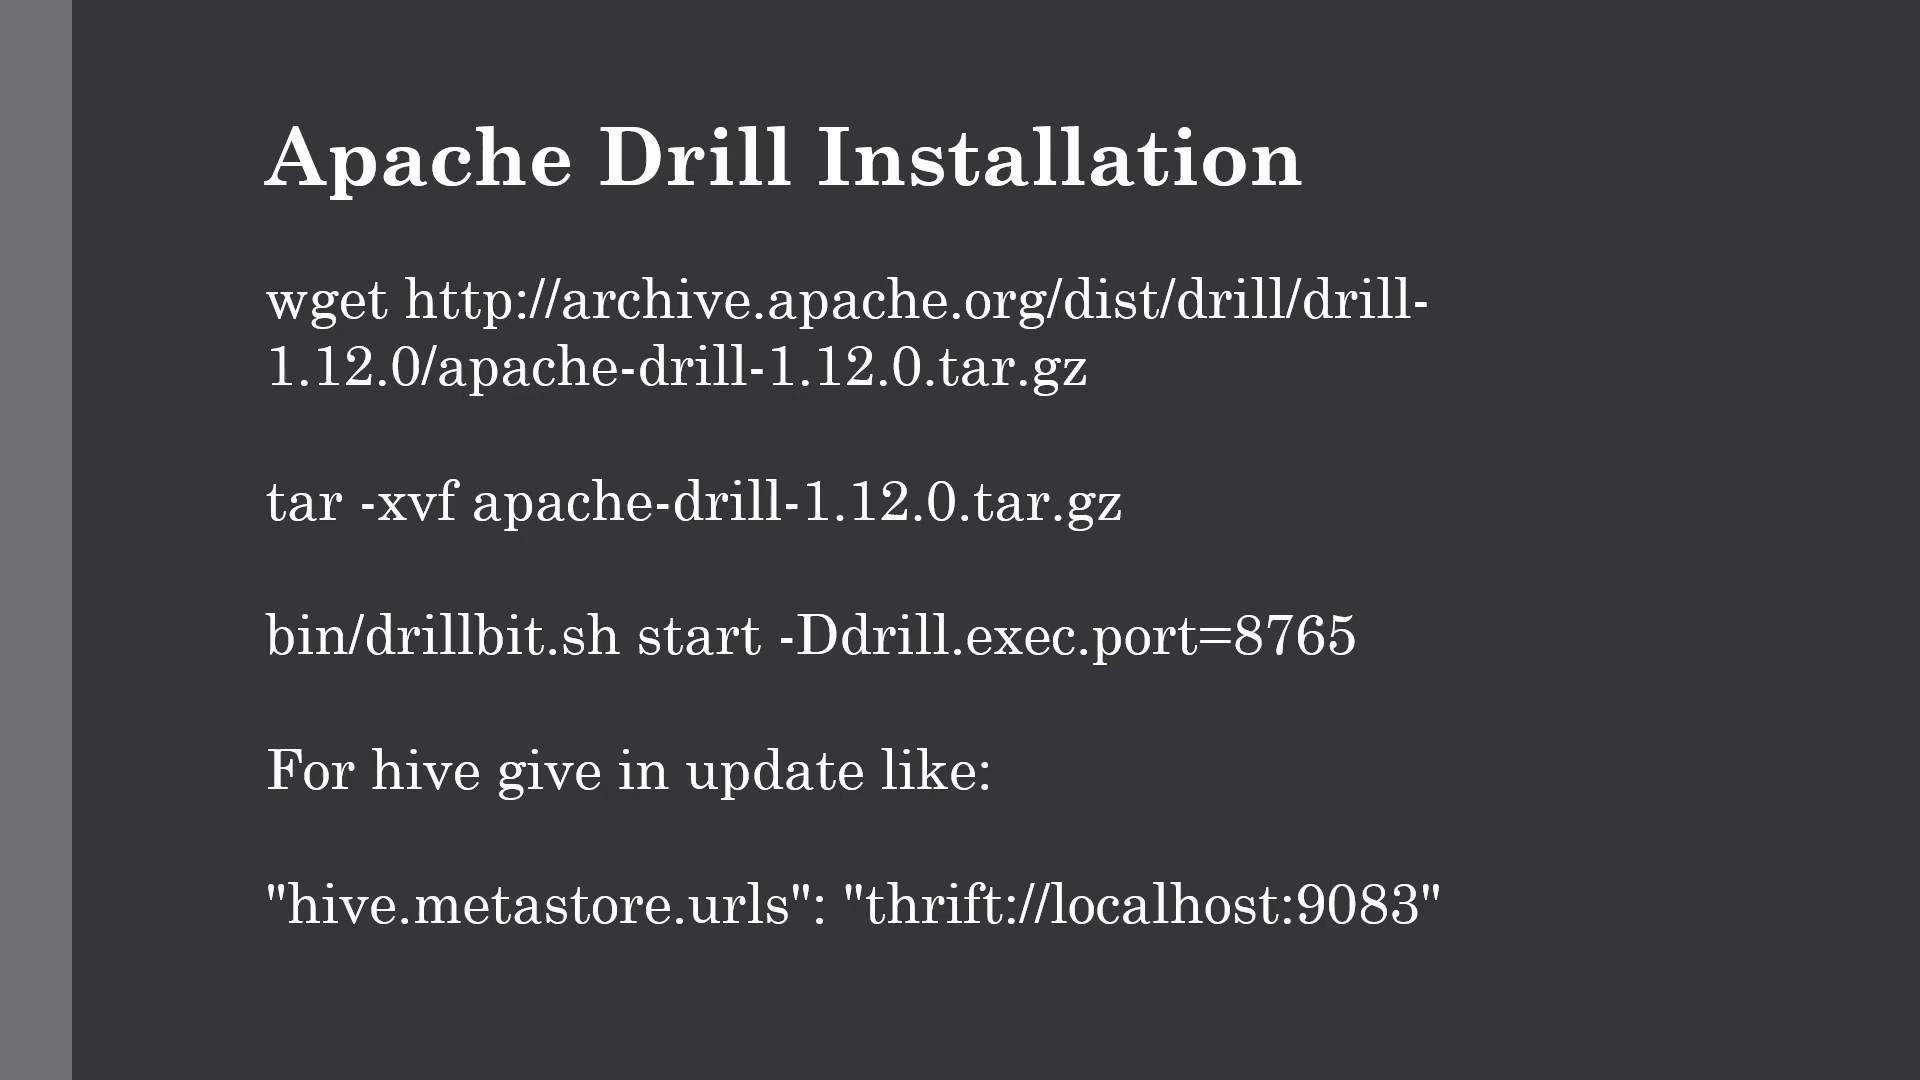 Apache Drill Installation
wget http://archive.apache.org/dist/drill/drill-
1.12.0/apache-drill-1.12.0.tar.gz
tar -xvf apache-drill-1.12.0.tar.gz
bin/drillbit.sh start -Ddrill.exec.port=8765
For hive give in update like:
"hive.metastore.urls": "thrift://localhost:9083"